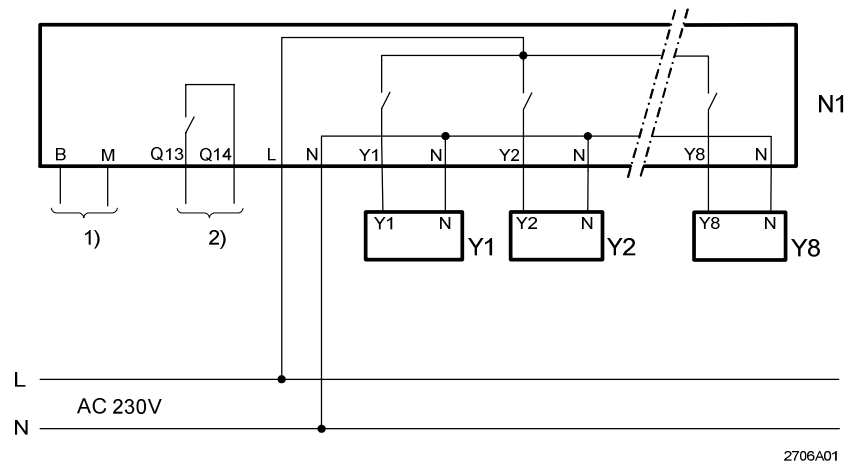 N1
B M Q13 Q14 L N Y1 N Y2 N Y8 N
1) 2)
Y1 N Y1 Y2 N Y2 Y8 N Y8
L
AC 230V
N
2706A01